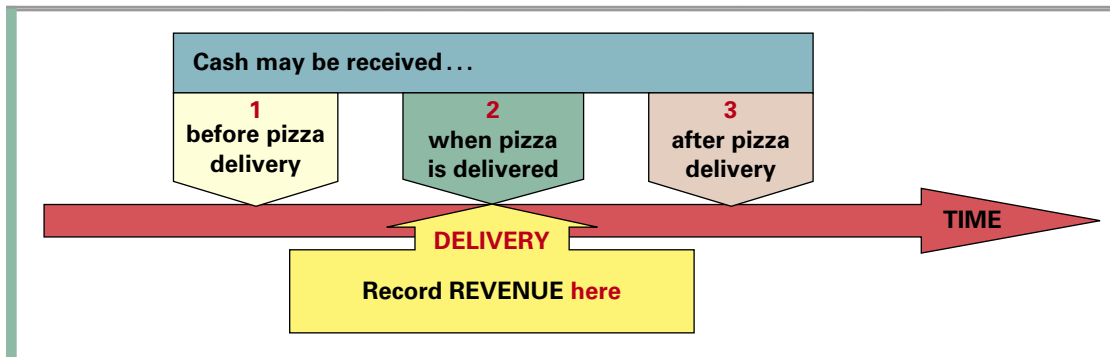 Cash may be received...
1
before pizza
delivery
2
when pizza
is delivered
3
after pizza
delivery
TIME
DELIVERY
Record REVENUE here